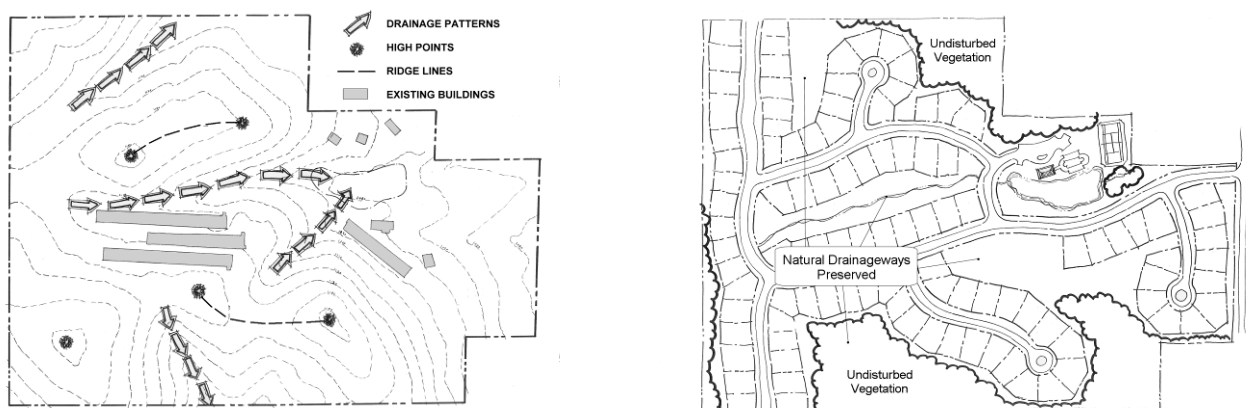 DRAINAGE PATTERNS
HIGH POINTS
RIDGE LINES
EXISTING BUILDINGS
Undisturbed
Vegetation
Natural Drainageways
Preserved
Undisturbed
Vegetation